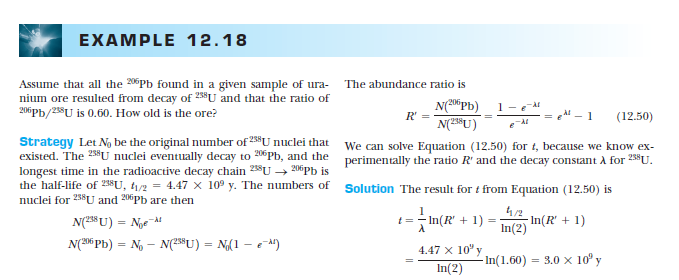 EXAMPLE 12.18
Assume that all the ²⁰⁶Pb found in a given sample of ura-
nium ore resulted from decay of ²³⁸U and that the ratio of
²⁰⁶Pb/²³⁸U is 0.60. How old is the ore?
Strategy Let N₀ be the original number of ²³⁸U nuclei that
existed. The ²³⁸U nuclei eventually decay to ²⁰⁶Pb, and the
longest time in the radioactive decay chain ²³⁸U → ²⁰⁶Pb is
the half-life of ²³⁸U, t₁/₂ = 4.47 × 10⁹ y. The numbers of
nuclei for ²³⁸U and ²⁰⁶Pb are then
N(²³⁸U) = N₀e^{-λt}
N(²⁰⁶Pb) = N₀ − N(²³⁸U) = N₀(1 − e^{-λt})
The abundance ratio is
R′ = N(²⁰⁶Pb) / N(²³⁸U) = (1 − e^{-λt}) / e^{-λt} = e^{λt} − 1 (12.50)
We can solve Equation (12.50) for t, because we know ex-
perimentally the ratio R′ and the decay constant λ for ²³⁸U.
Solution The result for t from Equation (12.50) is
t = 1/λ ln(R′ + 1) = t₁/₂ / ln(2) ln(R′ + 1)
= 4.47 × 10⁹ y / ln(2) ln(1.60) = 3.0 × 10⁹ y